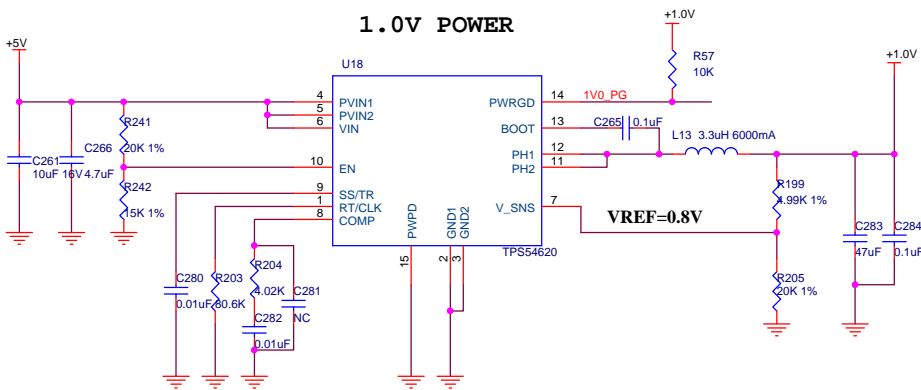 1.0V POWER
+5V
+1.0V
+1.0V
U18
R57
10K
4
PVIN1
5
PVIN2
6
VIN
PWRGD
14
1V0_PG
BOOT
13
C265
0.1uF
L13 3.3uH 6000mA
PH1
12
PH2
11
R241
20K 1%
C261
10uF 16V
C266
4.7uF
10
EN
R242
15K 1%
9
SS/TR
1
RT/CLK
8
COMP
V_SNS
7
VREF=0.8V
R199
4.99K 1%
PWPD
GND1
GND2
TPS54620
15
2
3
C283
47uF
C284
0.1uF
C280
0.01uF
R203
80.6K
R204
4.02K
C281
NC
C282
0.01uF
R205
20K 1%